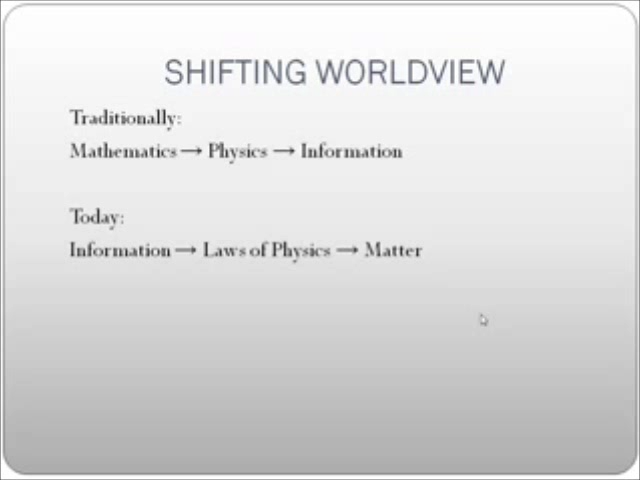 SHIFTING WORLDVIEW
Traditionally:
Mathematics → Physics → Information
Today:
Information → Laws of Physics → Matter